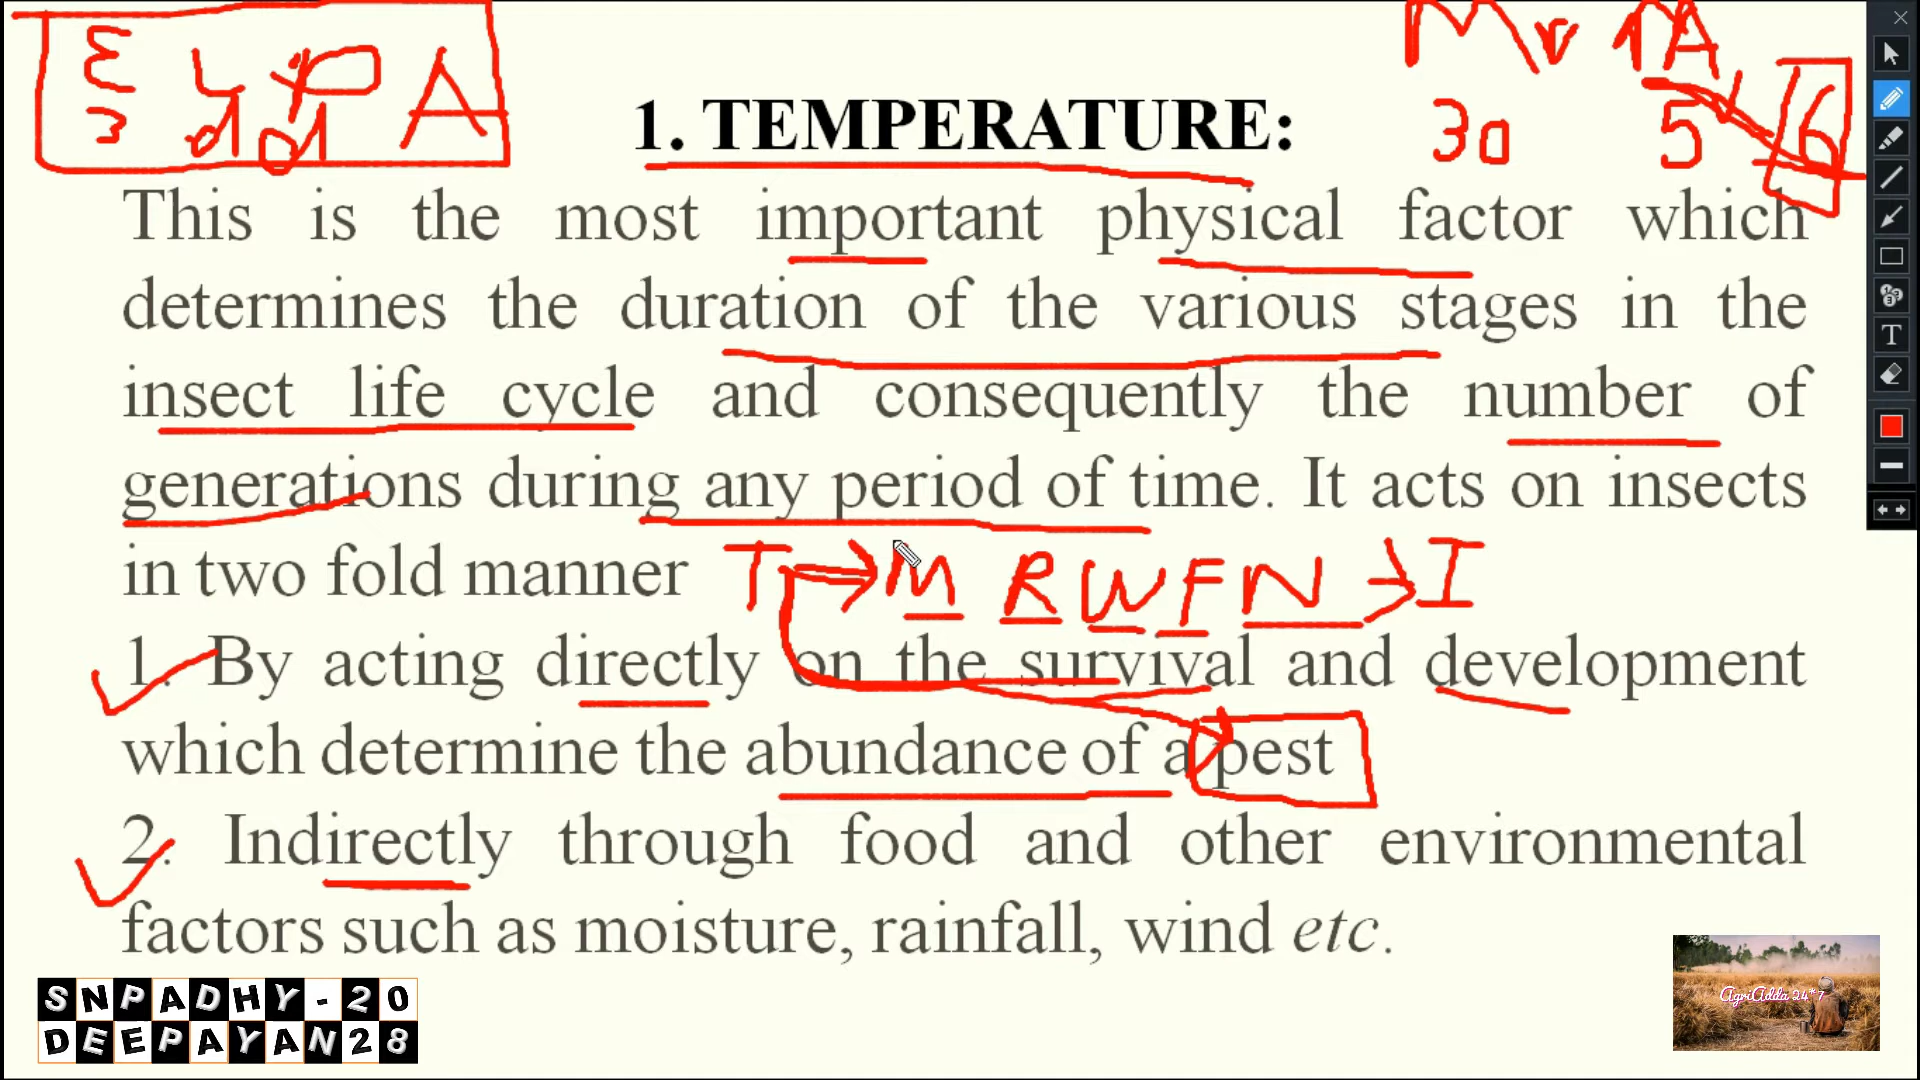 M v 1A
30 5 6
A
1. TEMPERATURE:
This is the most important physical factor which
determines the duration of the various stages in the
insect life cycle and consequently the number of
generations during any period of time. It acts on insects
in two fold manner T → M R W F N → I
1. By acting directly on the survival and development
which determine the abundance of a pest
2. Indirectly through food and other environmental
factors such as moisture, rainfall, wind etc.
SNPADHY-20
DEEPAYAN28
AgriAdda 24*7